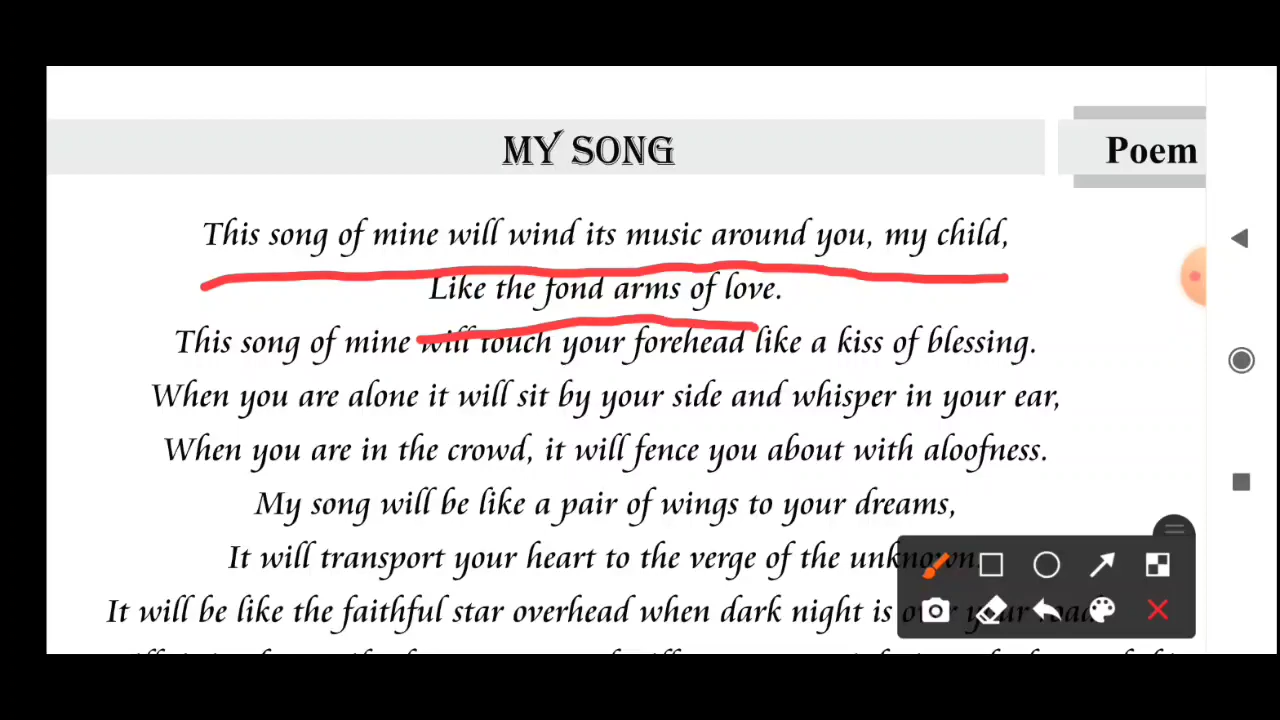 MY SONG
Poem
This song of mine will wind its music around you, my child,
Like the fond arms of love.
This song of mine will touch your forehead like a kiss of blessing.
When you are alone it will sit by your side and whisper in your ear,
When you are in the crowd, it will fence you about with aloofness.
My song will be like a pair of wings to your dreams,
It will transport your heart to the verge of the unknown.
It will be like the faithful star overhead when dark night is over your road.